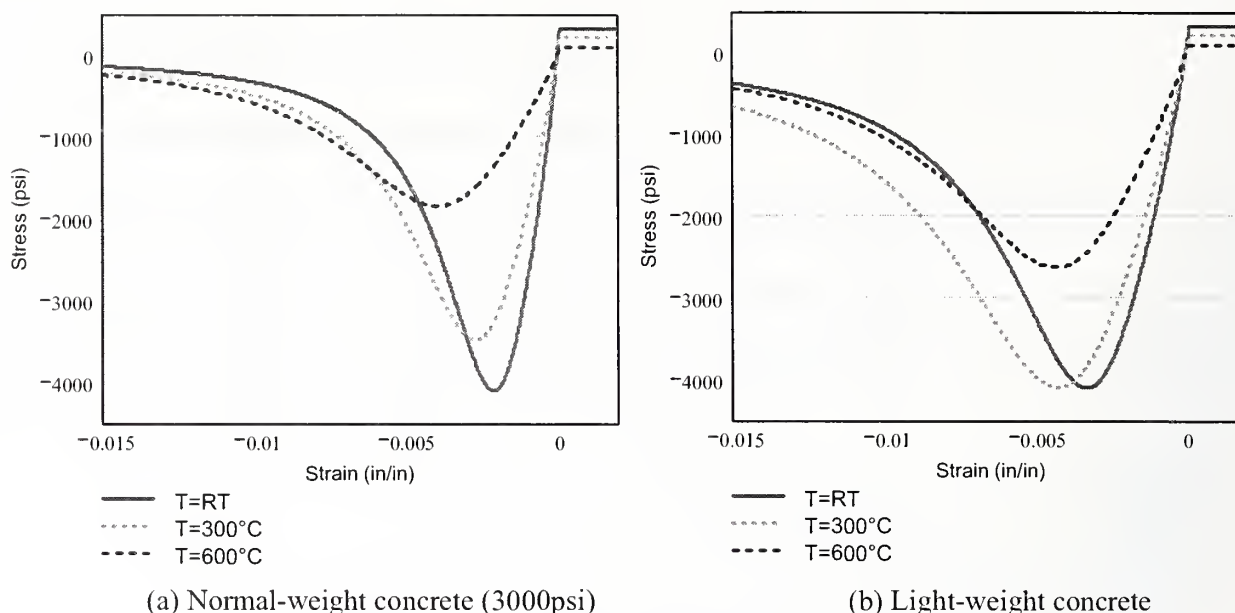 0
−1000
−2000
−3000
−4000
Stress (psi)
−0.015
−0.01
−0.005
0
Strain (in/in)
T=RT
T=300°C
T=600°C
(a) Normal-weight concrete (3000psi)
0
−1000
−2000
−3000
−4000
Stress (psi)
−0.015
−0.01
−0.005
0
Strain (in/in)
T=RT
T=300°C
T=600°C
(b) Light-weight concrete